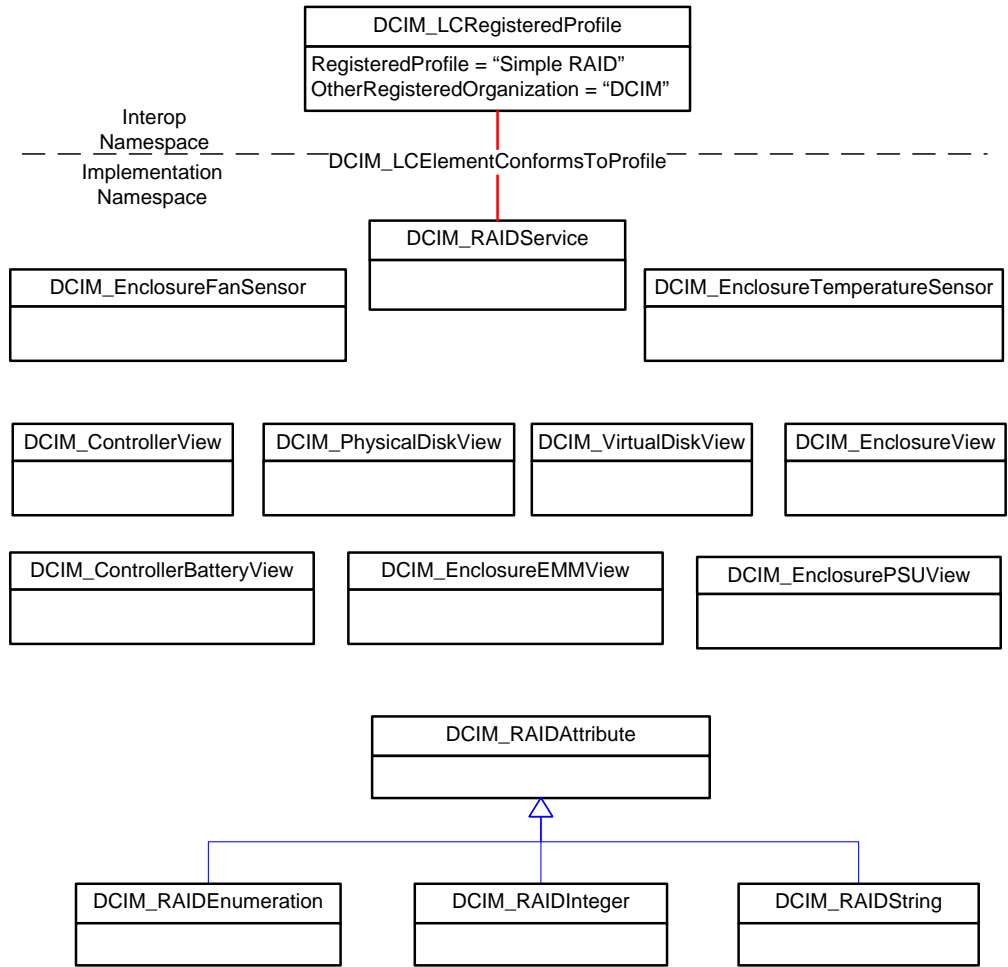 DCIM_LCRegisteredProfile
RegisteredProfile = “Simple RAID”
OtherRegisteredOrganization = “DCIM”
Interop
Namespace
DCIM_LCElementConformsToProfile
Implementation
Namespace
DCIM_RAIDService
DCIM_EnclosureFanSensor
DCIM_EnclosureTemperatureSensor
DCIM_ControllerView
DCIM_PhysicalDiskView
DCIM_VirtualDiskView
DCIM_EnclosureView
DCIM_ControllerBatteryView
DCIM_EnclosureEMMView
DCIM_EnclosurePSUView
DCIM_RAIDAttribute
DCIM_RAIDEnumeration
DCIM_RAIDInteger
DCIM_RAIDString